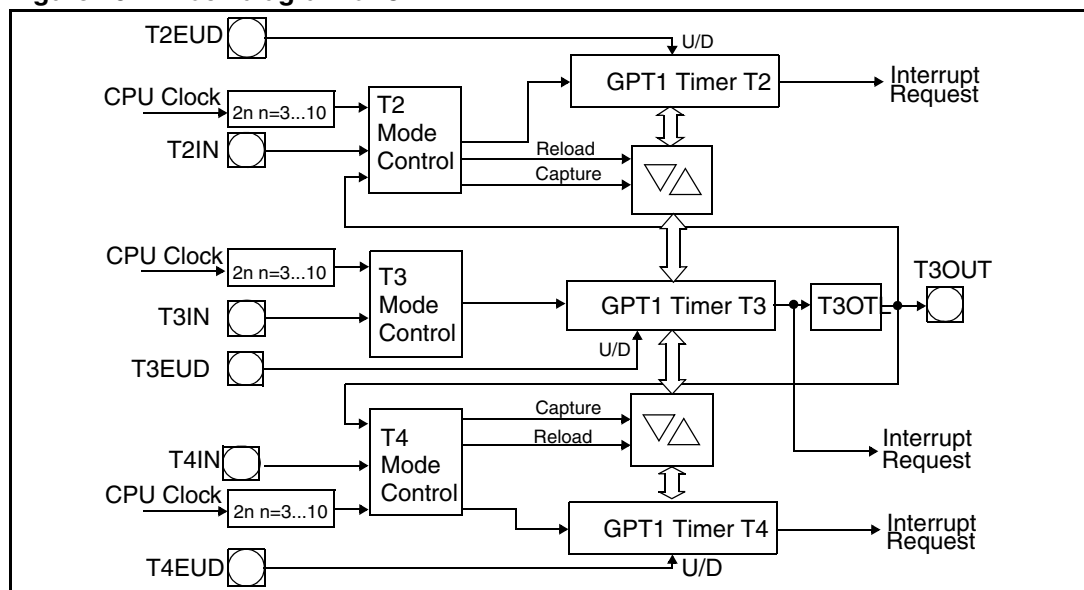 T2EUD
U/D
GPT1 Timer T2
Interrupt
Request
CPU Clock
2n n=3...10
T2
Mode
Control
T2IN
Reload
Capture
CPU Clock
2n n=3...10
T3
Mode
Control
T3IN
GPT1 Timer T3
T3OTL
T3OUT
U/D
T3EUD
Capture
Reload
T4
Mode
Control
T4IN
Interrupt
Request
CPU Clock
2n n=3...10
GPT1 Timer T4
Interrupt
Request
T4EUD
U/D